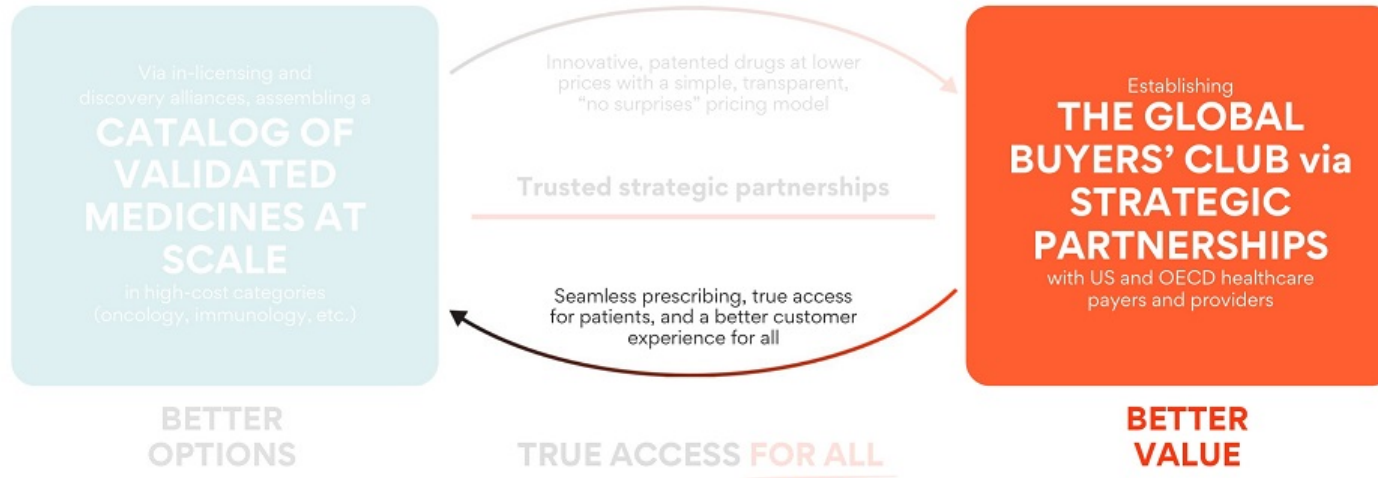 Via in-licensing and
discovery alliances, assembling a
CATALOG OF
VALIDATED
MEDICINES AT
SCALE
in high-cost categories
(oncology, immunology, etc.)
BETTER
OPTIONS
Innovative, patented drugs at lower
prices with a simple, transparent,
“no surprises” pricing model
Trusted strategic partnerships
Seamless prescribing, true access
for patients, and a better customer
experience for all
TRUE ACCESS FOR ALL
Establishing
THE GLOBAL
BUYERS’ CLUB via
STRATEGIC
PARTNERSHIPS
with US and OECD healthcare
payers and providers
BETTER
VALUE